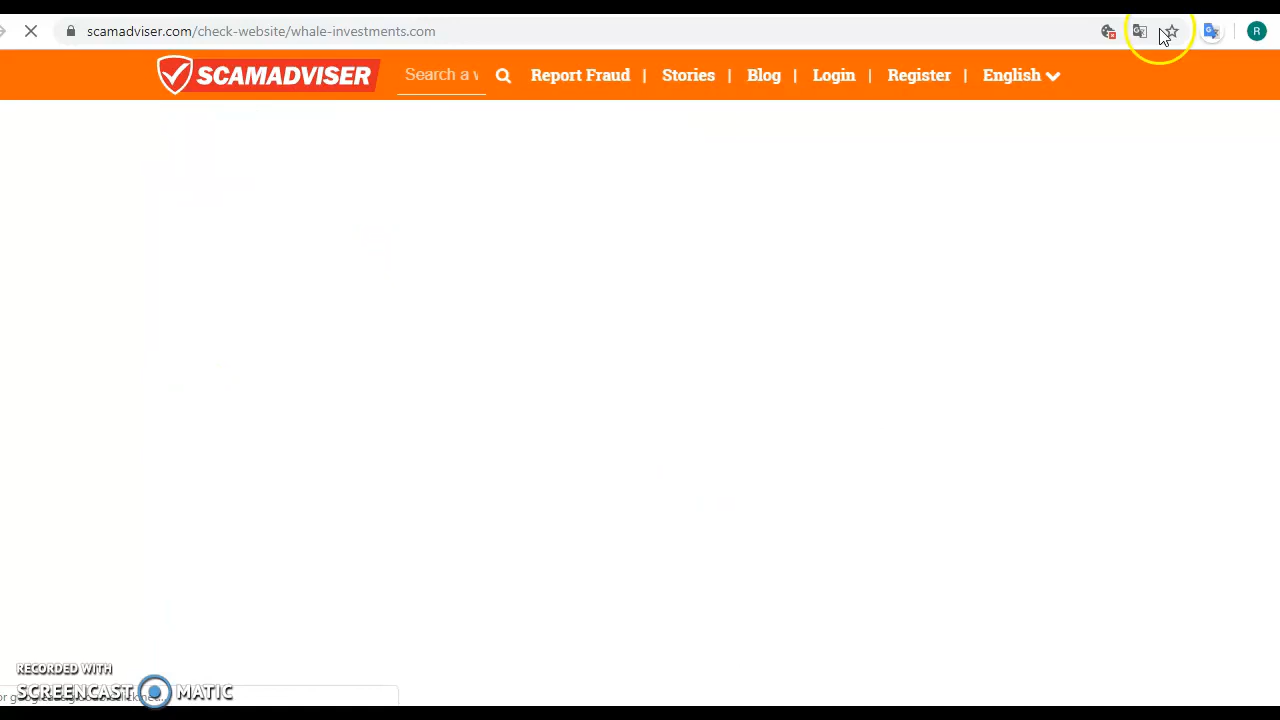 scamadviser.com/check-website/whale-investments.com
R
SCAMADVISER Search a w Report Fraud | Stories | Blog | Login | Register | English
RECORDED WITH
SCREENCAST MATIC